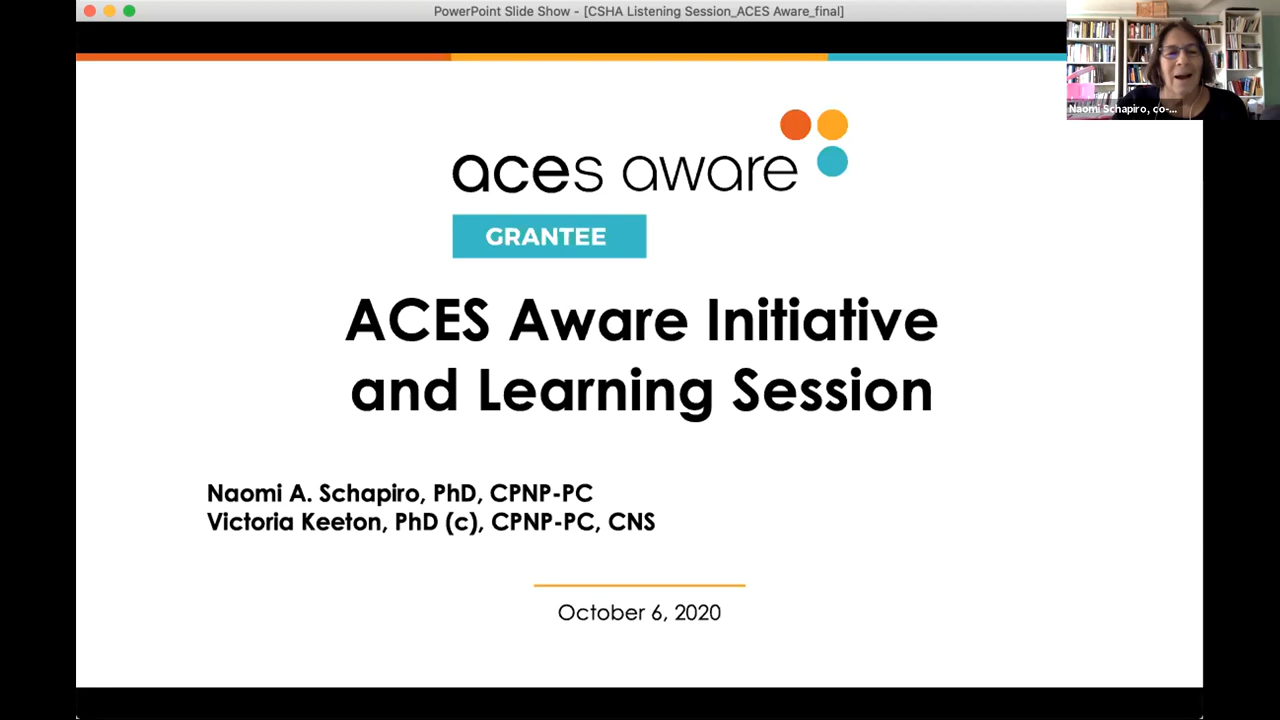 PowerPoint Slide Show - [CSHA Listening Session_ACES Aware_final]
Naomi Schapiro, co-...
aces aware
GRANTEE
ACES Aware Initiative
and Learning Session
Naomi A. Schapiro, PhD, CPNP-PC
Victoria Keeton, PhD (c), CPNP-PC, CNS
October 6, 2020